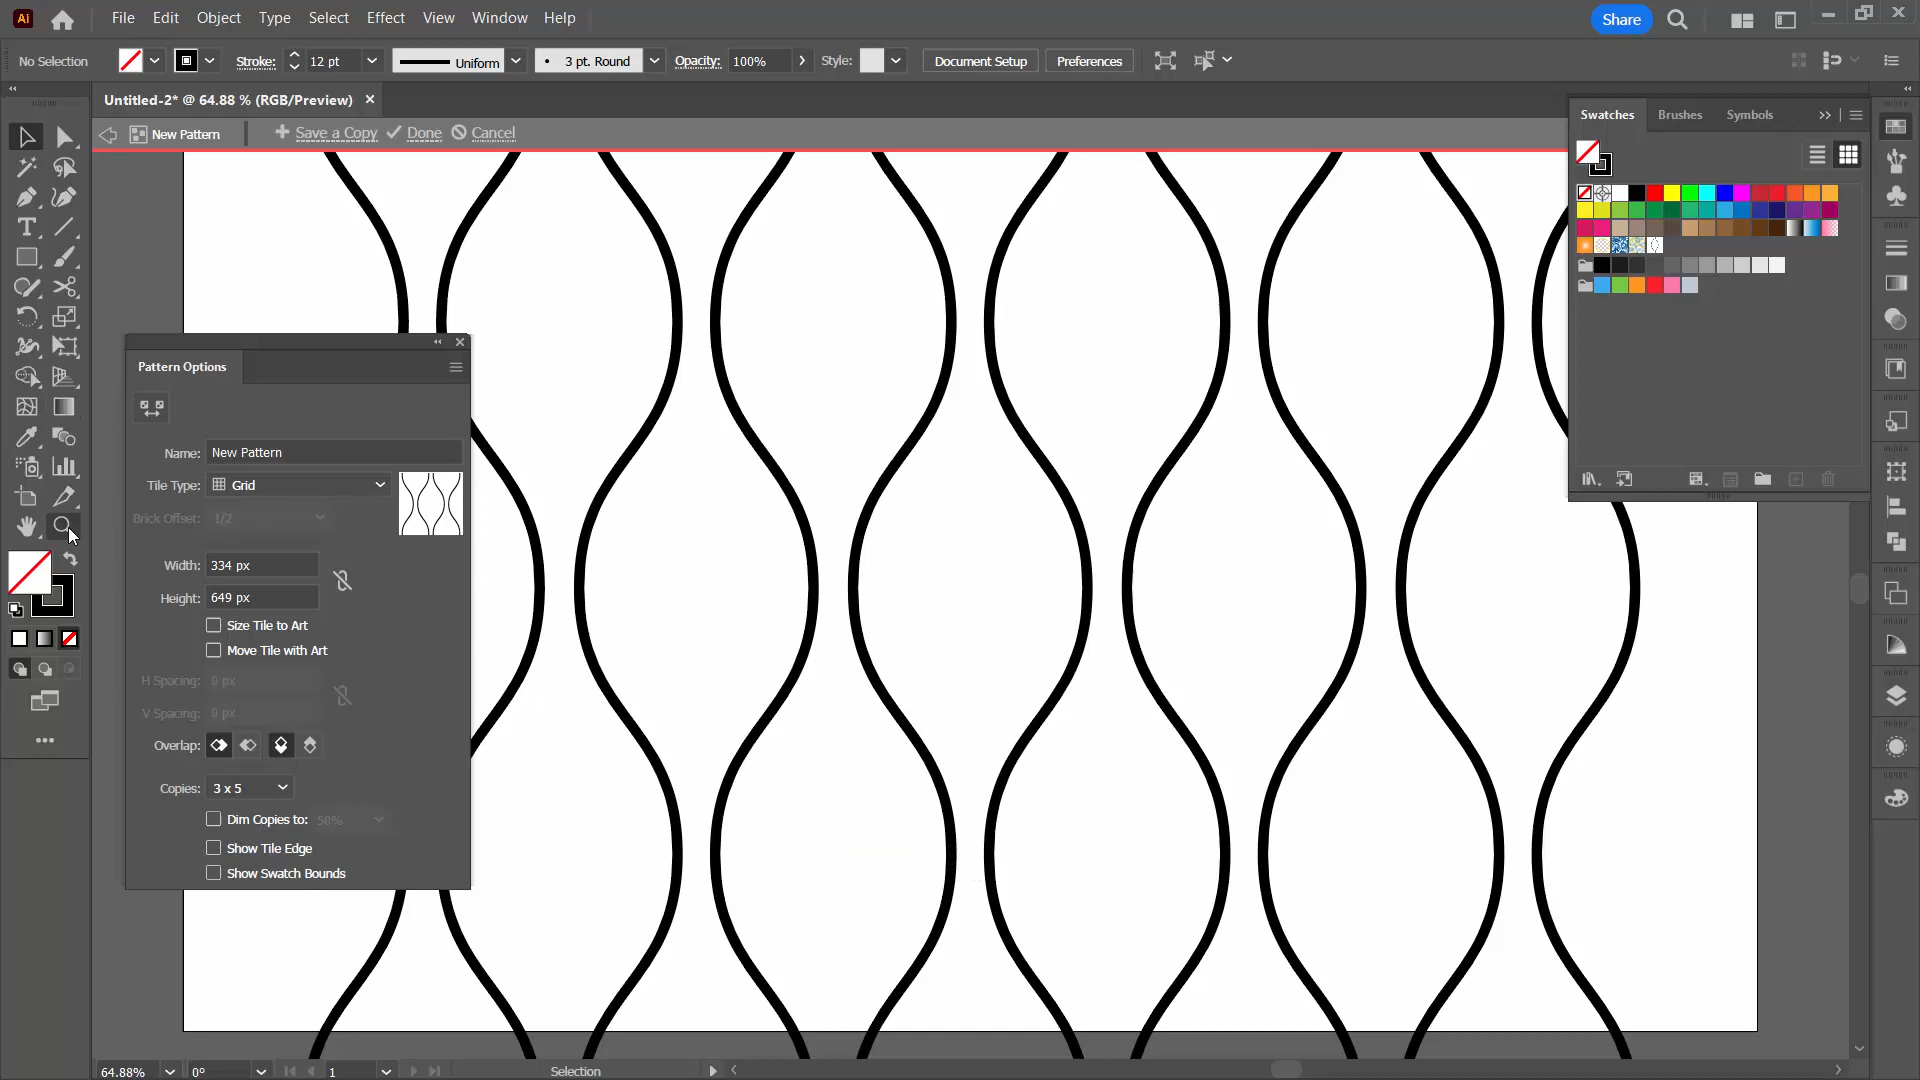 Ai File Edit Object Type Select Effect View Window Help Share
No Selection Stroke: 12 pt Uniform 3 pt. Round Opacity: 100% Style: Document Setup Preferences
Untitled-2* @ 64.88 % (RGB/Preview)
New Pattern Save a Copy Done Cancel
Swatches Brushes Symbols
Pattern Options
Name: New Pattern
Tile Type: Grid
Brick Offset: 1/2
Width: 334 px
Height: 649 px
Size Tile to Art
Move Tile with Art
H Spacing: 0 px
V Spacing: 0 px
Overlap:
Copies: 3 x 5
Dim Copies to: 50%
Show Tile Edge
Show Swatch Bounds
64.88% 0° 1 Selection